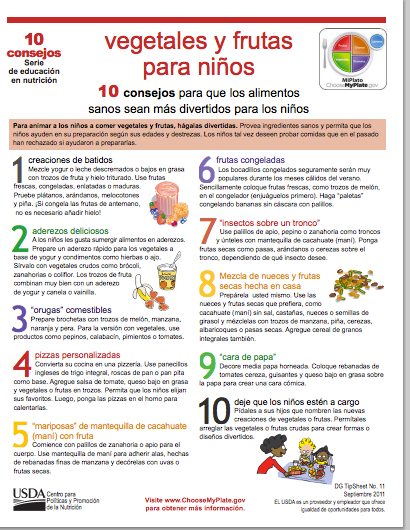 10
consejos
Serie
de educación
en nutrición
vegetales y frutas
para niños
MiPlato
ChooseMyPlate.gov
10 consejos para que los alimentos
sanos sean más divertidos para los niños
Para animar a los niños a comer vegetales y frutas, hágalas divertidas. Provea ingredientes sanos y permita que los
niños ayuden en su preparación según sus edades y destrezas. Los niños tal vez deseen probar comidas que en el pasado
han rechazado si ayudaron a prepararlas.
1
creaciones de batidos
Mezcle yogur o leche descremados o bajos en grasa
con trozos de fruta y hielo triturado. Use frutas
frescas, congeladas, enlatadas o maduras.
Pruebe plátanos, arándanos, melocotones
y piña. ¡Si congela las frutas de antemano,
no es necesario añadir hielo!
2
aderezos deliciosos
A los niños les gusta sumergir alimentos en aderezos.
Prepare un aderezo rápido para los vegetales a
base de yogur y condimentos como hierbas o ajo.
Sírvalo con vegetales crudos como brócoli,
zanahorias o coliflor. Los trozos de fruta
combinan muy bien con un aderezo
de yogur y canela o vainilla.
3
“orugas” comestibles
Prepare brochetas con trozos de melón, manzana,
naranja y pera. Para la versión con vegetales, use
productos como pepinos, calabacín, pimientos o tomates.
4
pizzas personalizadas
Convierta su cocina en una pizzería. Use panecillos
ingleses de trigo integral, roscas de pan o pan pita
como base. Agregue salsa de tomate, queso bajo en grasa
y vegetales o frutas en trozos. Permita que los niños elijan
sus favoritos. Luego, ponga las pizzas en el horno para
calentarlas.
5
“mariposas” de mantequilla de cacahuate
(maní) con fruta
Comience con palillos de zanahoria o apio para el
cuerpo. Use mantequilla de maní para adherir alas, hechas
de rebanadas finas de manzana y decórelas con uvas o
frutas secas.
6
frutas congeladas
Los bocadillos congelados seguramente serán muy
populares durante los meses cálidos del verano.
Sencillamente coloque frutas frescas, como trozos de melón,
en el congelador (enjuáguelos primero). Haga “paletas”
congelando bananas sin cáscara con palillos.
7
“insectos sobre un tronco”
Use palillos de apio, pepino o zanahoria como troncos
y úntelos con mantequilla de cacahuate (maní). Ponga
frutas secas como pasas, arándanos o cerezas sobre el
tronco, dependiendo de qué insecto desee.
8
Mezcla de nueces y frutas
secas hecha en casa
Prepárela usted mismo. Use las
nueces y frutas secas que prefiera, como
cacahuate (maní) sin sal, castañas, nueces o semillas de
girasol y mézclelas con trozos de manzana, piña, cerezas,
albaricoques o pasas secas. Agregue cereal de granos
integrales también.
9
“cara de papa”
Decore media papa horneada. Coloque rebanadas de
tomates cereza, guisantes y queso bajo en grasa sobre
la papa para crear una cara cómica.
10
deje que los niños estén a cargo
Pídales a sus hijos que nombren las nuevas
creaciones de vegetales o frutas. Permítales
arreglar las vegetales o frutas crudas para crear formas o
diseños divertidos.
USDA
Centro para
Políticas y Promoción
de la Nutrición
Visite www.ChooseMyPlate.gov
para obtener más información.
DG TipSheet No. 11
Septiembre 2011
EL USDA es un proveedor y empleador que ofrece
igualdad de oportunidades para todos.